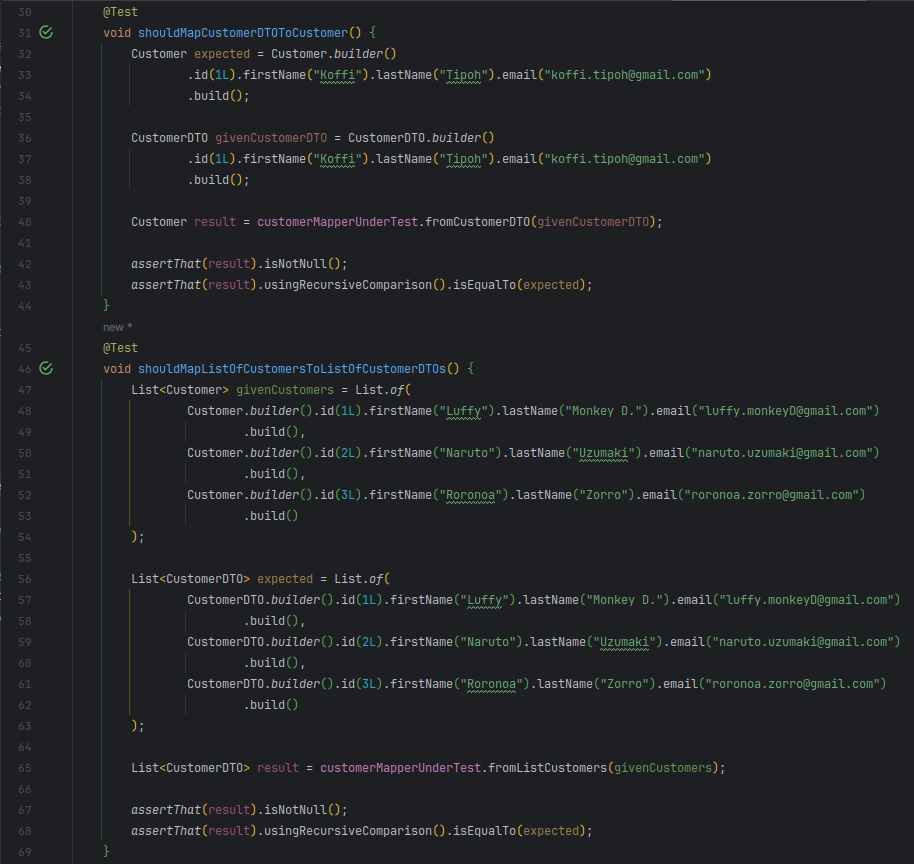 30 @Test
31 void shouldMapCustomerDTOToCustomer() {
32 Customer expected = Customer.builder()
33 .id(1L).firstName("Koffi").lastName("Tipoh").email("koffi.tipoh@gmail.com")
34 .build();
35
36 CustomerDTO givenCustomerDTO = CustomerDTO.builder()
37 .id(1L).firstName("Koffi").lastName("Tipoh").email("koffi.tipoh@gmail.com")
38 .build();
39
40 Customer result = customerMapperUnderTest.fromCustomerDTO(givenCustomerDTO);
41
42 assertThat(result).isNotNull();
43 assertThat(result).usingRecursiveComparison().isEqualTo(expected);
44 }
new *
45 @Test
46 void shouldMapListOfCustomersToListOfCustomerDTOs() {
47 List<Customer> givenCustomers = List.of(
48 Customer.builder().id(1L).firstName("Luffy").lastName("Monkey D.").email("luffy.monkeyD@gmail.com")
49 .build(),
50 Customer.builder().id(2L).firstName("Naruto").lastName("Uzumaki").email("naruto.uzumaki@gmail.com")
51 .build(),
52 Customer.builder().id(3L).firstName("Roronoa").lastName("Zorro").email("roronoa.zorro@gmail.com")
53 .build()
54 );
55
56 List<CustomerDTO> expected = List.of(
57 CustomerDTO.builder().id(1L).firstName("Luffy").lastName("Monkey D.").email("luffy.monkeyD@gmail.com")
58 .build(),
59 CustomerDTO.builder().id(2L).firstName("Naruto").lastName("Uzumaki").email("naruto.uzumaki@gmail.com")
60 .build(),
61 CustomerDTO.builder().id(3L).firstName("Roronoa").lastName("Zorro").email("roronoa.zorro@gmail.com")
62 .build()
63 );
64
65 List<CustomerDTO> result = customerMapperUnderTest.fromListCustomers(givenCustomers);
66
67 assertThat(result).isNotNull();
68 assertThat(result).usingRecursiveComparison().isEqualTo(expected);
69 }